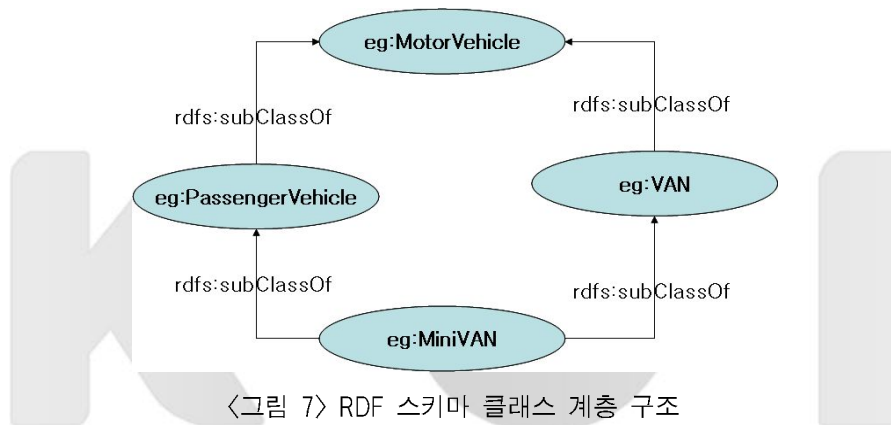 eg:MotorVehicle
rdfs:subClassOf
rdfs:subClassOf
eg:PassengerVehicle
eg:VAN
rdfs:subClassOf
rdfs:subClassOf
eg:MiniVAN
〈그림 7〉 RDF 스키마 클래스 계층 구조